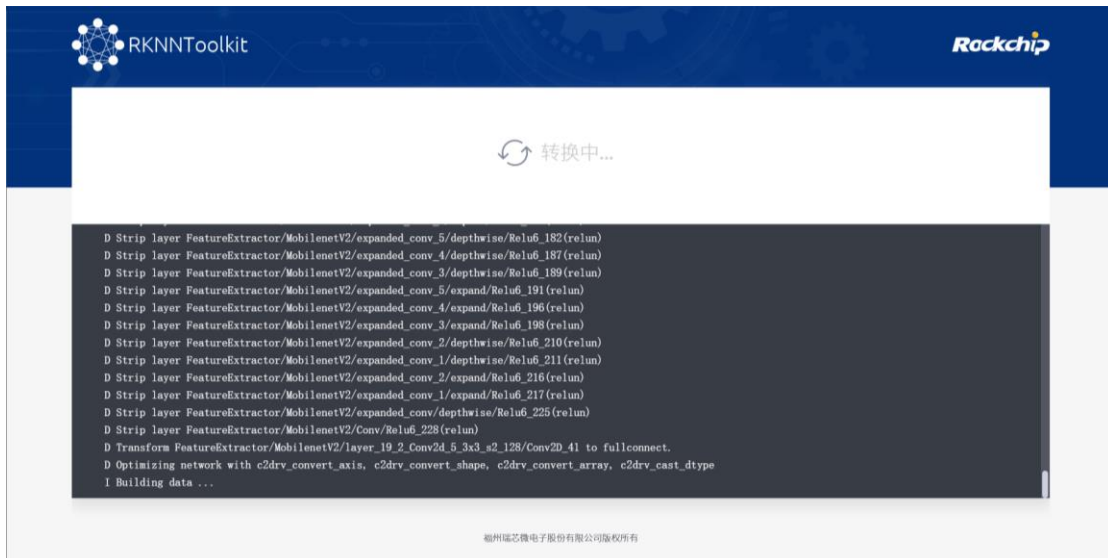 RKNNToolkit
Rockchip
转换中...
D Strip layer FeatureExtractor/MobilenetV2/expanded_conv_5/depthwise/Relu6_182(relun)
D Strip layer FeatureExtractor/MobilenetV2/expanded_conv_4/depthwise/Relu6_187(relun)
D Strip layer FeatureExtractor/MobilenetV2/expanded_conv_3/depthwise/Relu6_189(relun)
D Strip layer FeatureExtractor/MobilenetV2/expanded_conv_5/expand/Relu6_191(relun)
D Strip layer FeatureExtractor/MobilenetV2/expanded_conv_4/expand/Relu6_196(relun)
D Strip layer FeatureExtractor/MobilenetV2/expanded_conv_3/expand/Relu6_198(relun)
D Strip layer FeatureExtractor/MobilenetV2/expanded_conv_2/depthwise/Relu6_210(relun)
D Strip layer FeatureExtractor/MobilenetV2/expanded_conv_1/depthwise/Relu6_211(relun)
D Strip layer FeatureExtractor/MobilenetV2/expanded_conv_2/expand/Relu6_216(relun)
D Strip layer FeatureExtractor/MobilenetV2/expanded_conv_1/expand/Relu6_217(relun)
D Strip layer FeatureExtractor/MobilenetV2/expanded_conv/depthwise/Relu6_225(relun)
D Strip layer FeatureExtractor/MobilenetV2/Conv/Relu6_228(relun)
D Transform FeatureExtractor/MobilenetV2/layer_19_2_Conv2d_5_3x3_s2_128/Conv2D_41 to fullconnect.
D Optimizing network with c2drv_convert_axis, c2drv_convert_shape, c2drv_convert_array, c2drv_cast_dtype
I Building data ...
福州瑞芯微电子股份有限公司版权所有